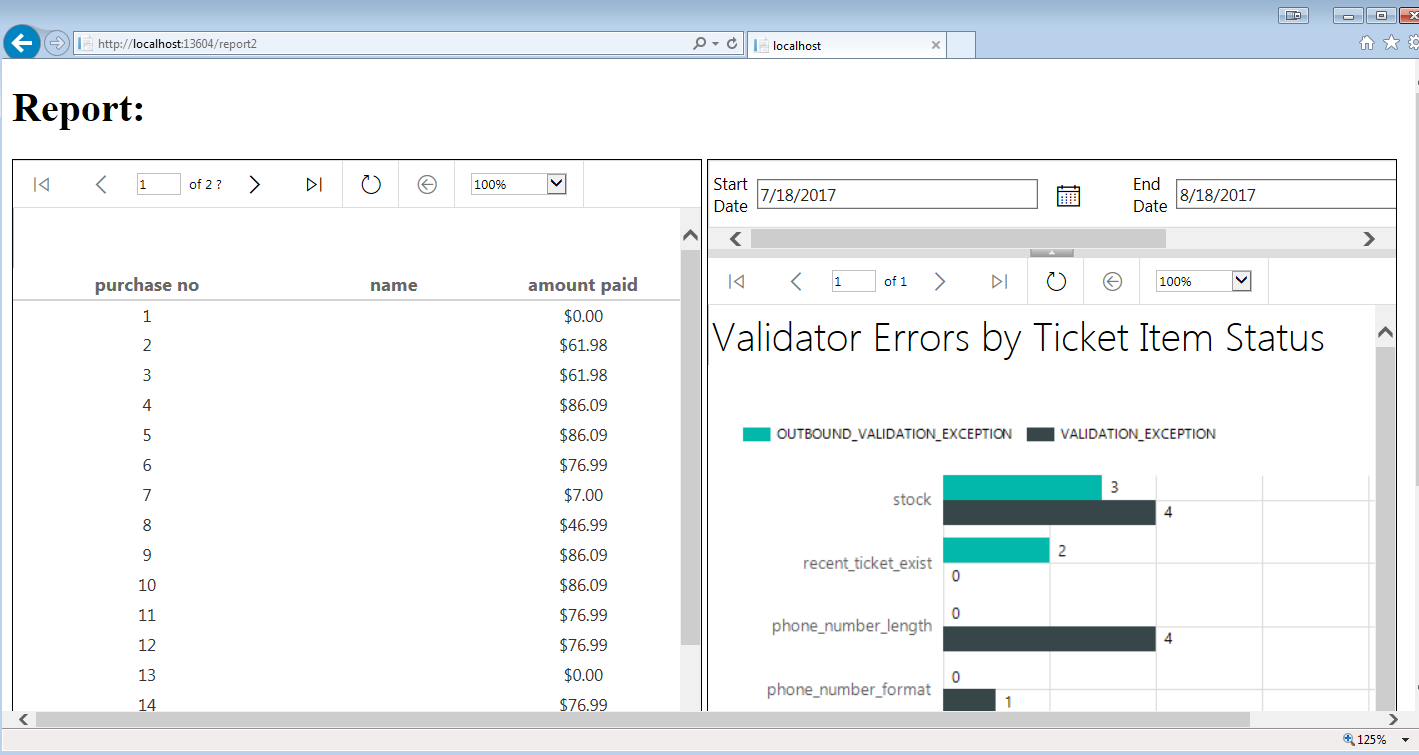 http://localhost:13604/report2
localhost
Report:
1 of 2 ? 100%
purchase no name amount paid
1 $0.00
2 $61.98
3 $61.98
4 $86.09
5 $86.09
6 $76.99
7 $7.00
8 $46.99
9 $86.09
10 $86.09
11 $76.99
12 $76.99
13 $0.00
14 $76.99
Start Date 7/18/2017 End Date 8/18/2017
1 of 1 100%
Validator Errors by Ticket Item Status
OUTBOUND_VALIDATION_EXCEPTION VALIDATION_EXCEPTION
stock 3
4
recent_ticket_exist 2
0
phone_number_length 0
4
phone_number_format 0
1
125%